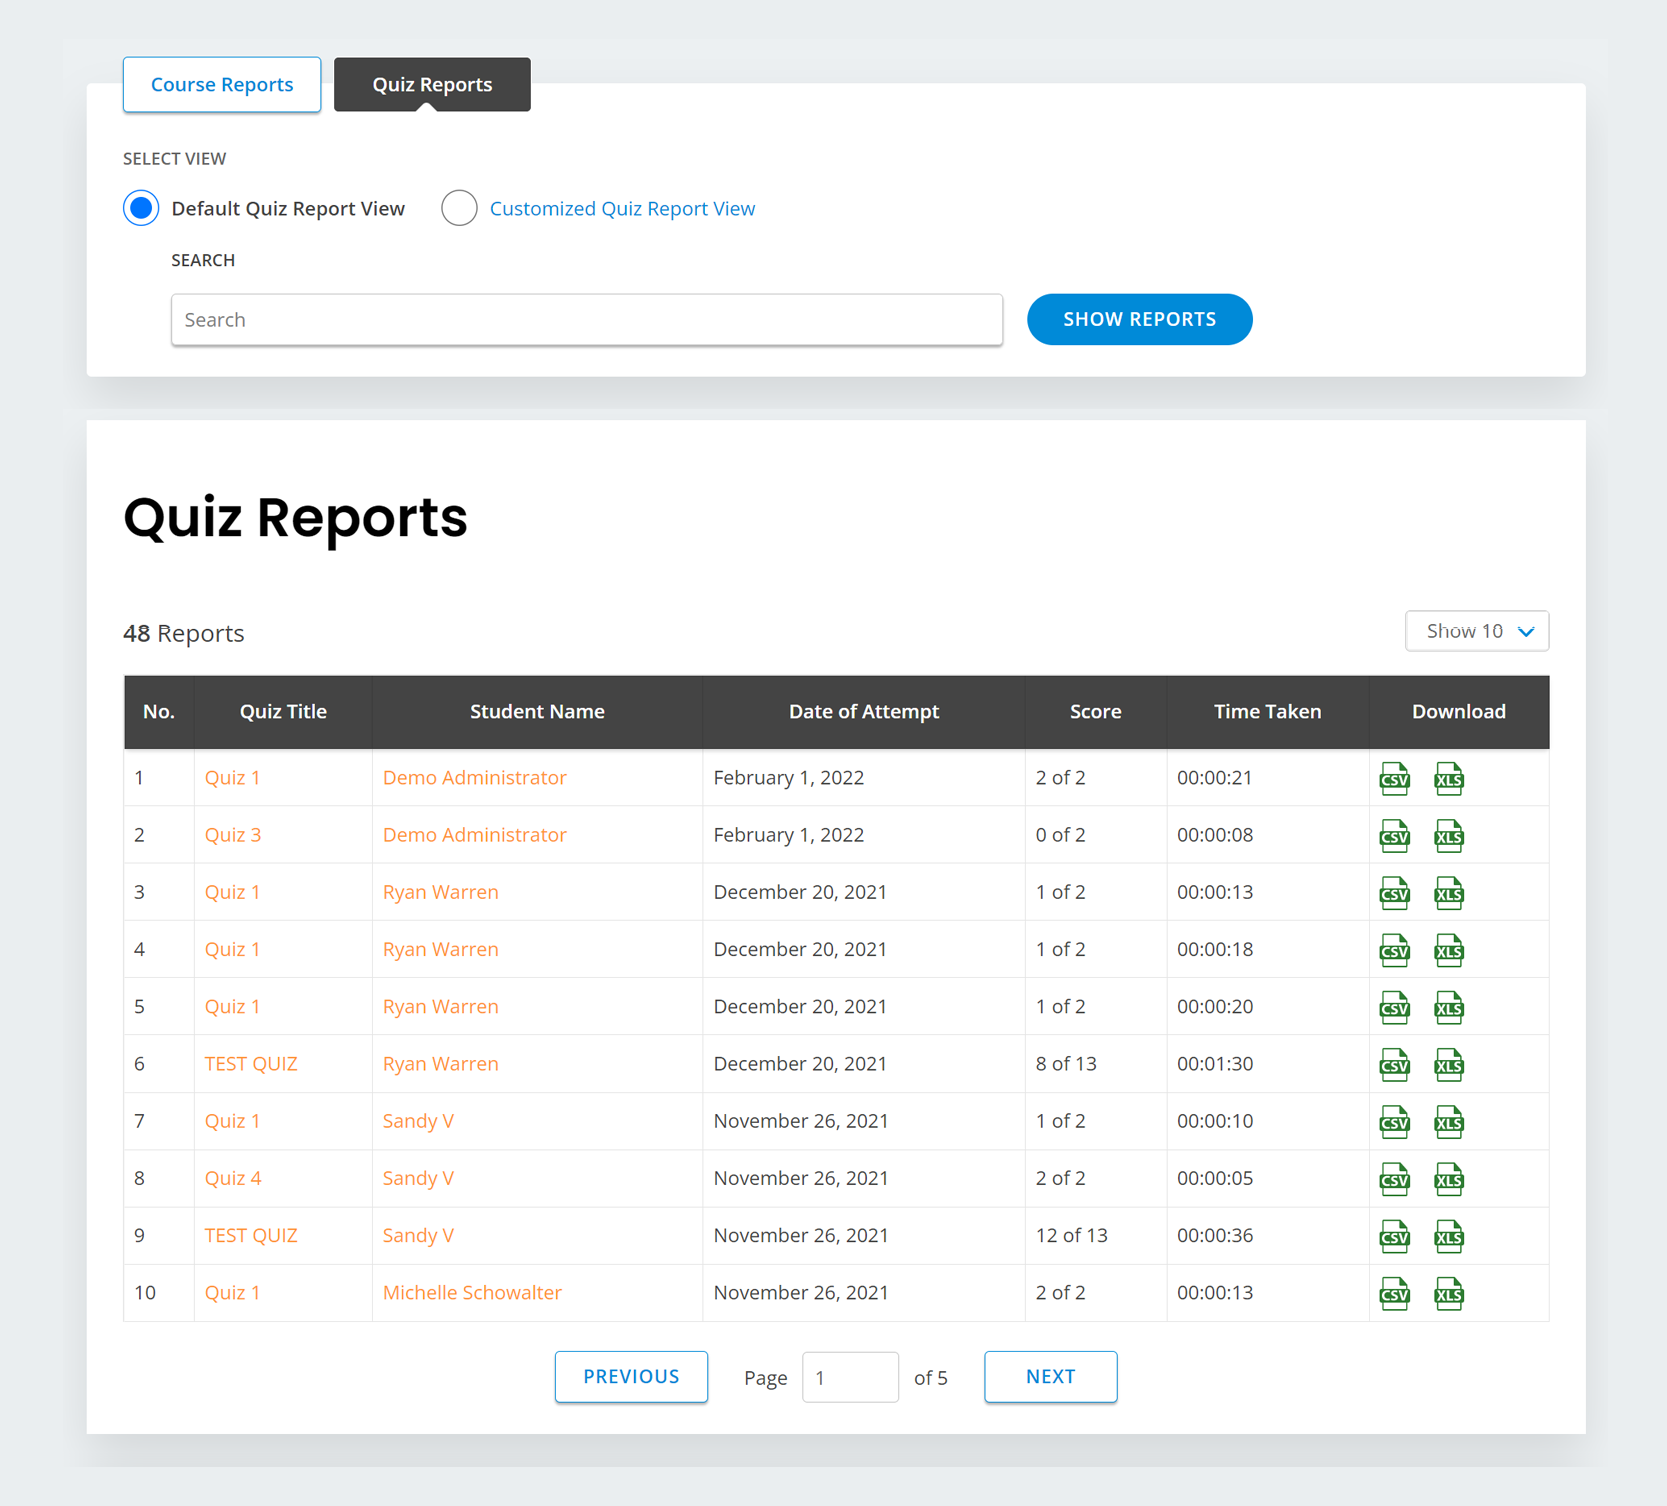 Course Reports Quiz Reports
SELECT VIEW
Default Quiz Report View Customized Quiz Report View
SEARCH
Search SHOW REPORTS
Quiz Reports
48 Reports Show 10
No. Quiz Title Student Name Date of Attempt Score Time Taken Download
1 Quiz 1 Demo Administrator February 1, 2022 2 of 2 00:00:21 CSV XLS
2 Quiz 3 Demo Administrator February 1, 2022 0 of 2 00:00:08 CSV XLS
3 Quiz 1 Ryan Warren December 20, 2021 1 of 2 00:00:13 CSV XLS
4 Quiz 1 Ryan Warren December 20, 2021 1 of 2 00:00:18 CSV XLS
5 Quiz 1 Ryan Warren December 20, 2021 1 of 2 00:00:20 CSV XLS
6 TEST QUIZ Ryan Warren December 20, 2021 8 of 13 00:01:30 CSV XLS
7 Quiz 1 Sandy V November 26, 2021 1 of 2 00:00:10 CSV XLS
8 Quiz 4 Sandy V November 26, 2021 2 of 2 00:00:05 CSV XLS
9 TEST QUIZ Sandy V November 26, 2021 12 of 13 00:00:36 CSV XLS
10 Quiz 1 Michelle Schowalter November 26, 2021 2 of 2 00:00:13 CSV XLS
PREVIOUS Page 1 of 5 NEXT